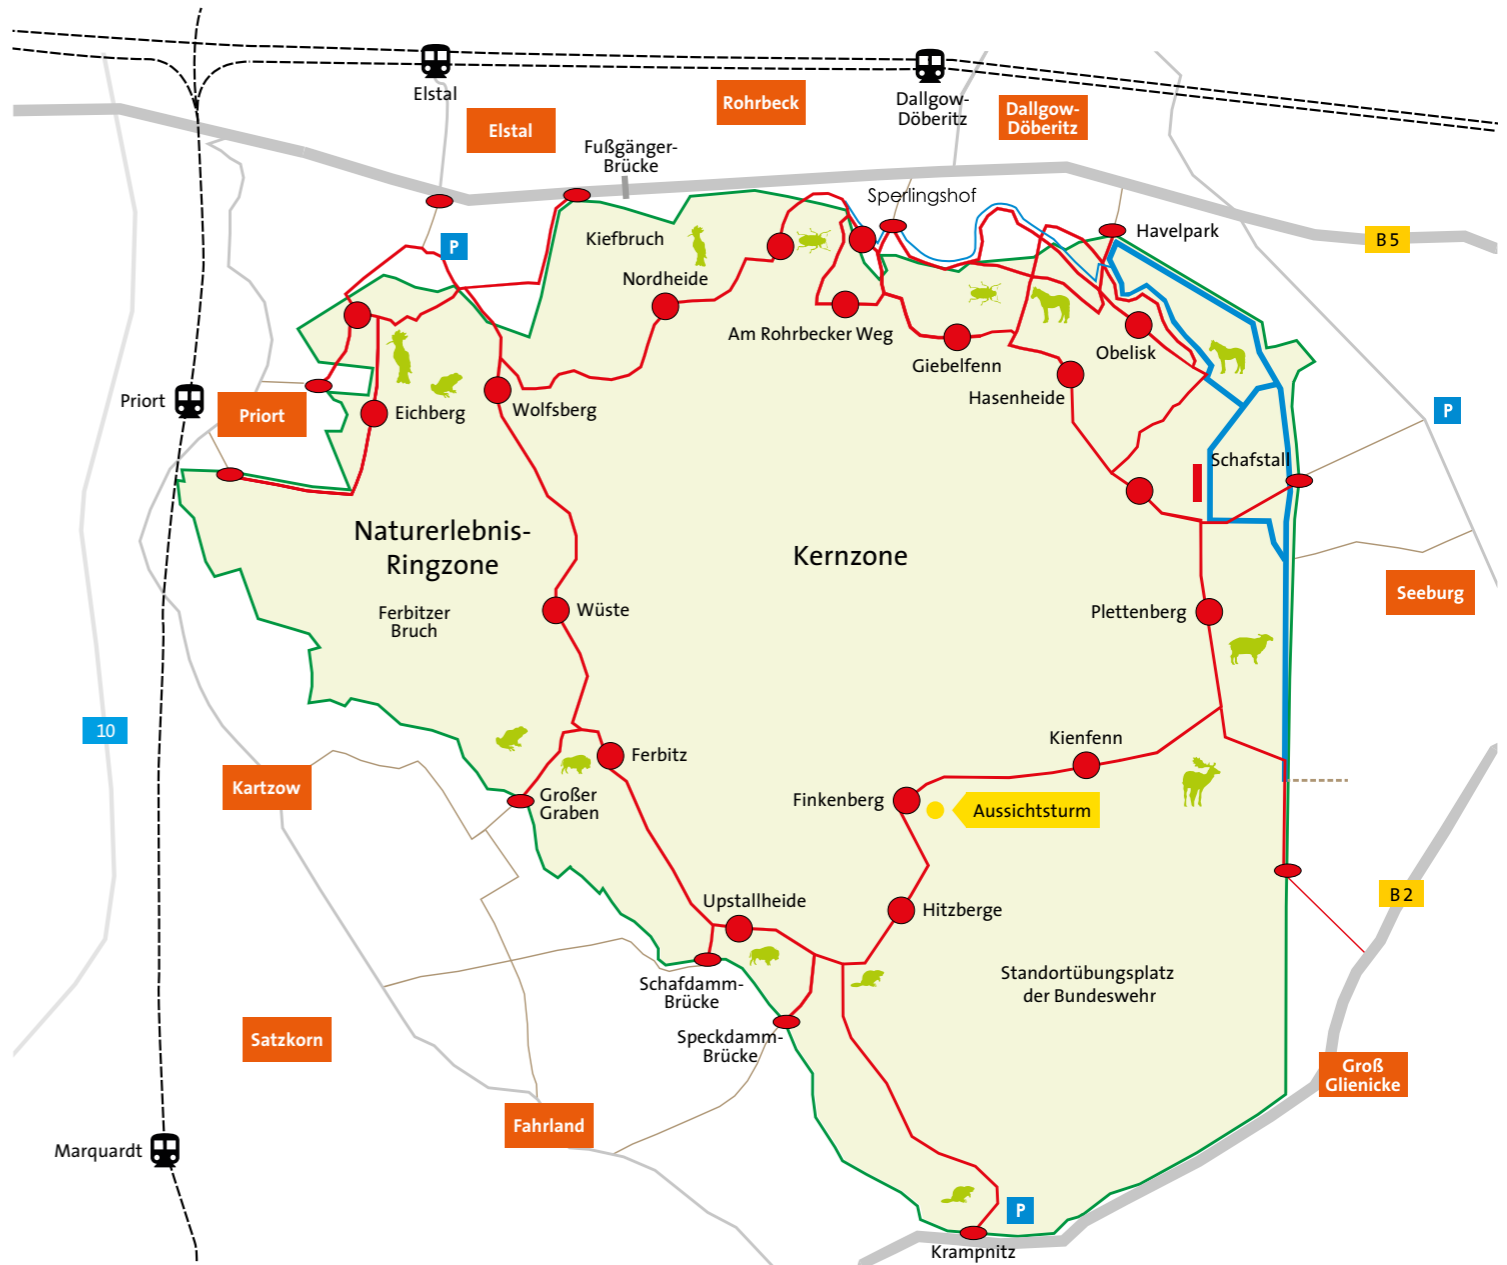 Elstal
Elstal
Rohrbeck
Dallgow-
Döberitz
Dallgow-
Döberitz
Fußgänger-
Brücke
Sperlingshof
P
Kiefbruch
Havelpark
B 5
Nordheide
Am Rohrbecker Weg
Giebelfenn
Obelisk
Hasenheide
Priort
Priort
Eichberg
Wolfsberg
P
Schafstall
Naturerlebnis-
Ringzone
Kernzone
Ferbitzer
Bruch
Wüste
Plettenberg
Seeburg
10
Ferbitz
Kienfenn
Kartzow
Großer
Graben
Finkenberg
Aussichtsturm
Upstallheide
Hitzberge
B 2
Schafdamm-
Brücke
Standortübungsplatz
der Bundeswehr
Satzkorn
Speckdamm-
Brücke
Groß
Glienicke
Fahrland
Marquardt
P
Krampnitz